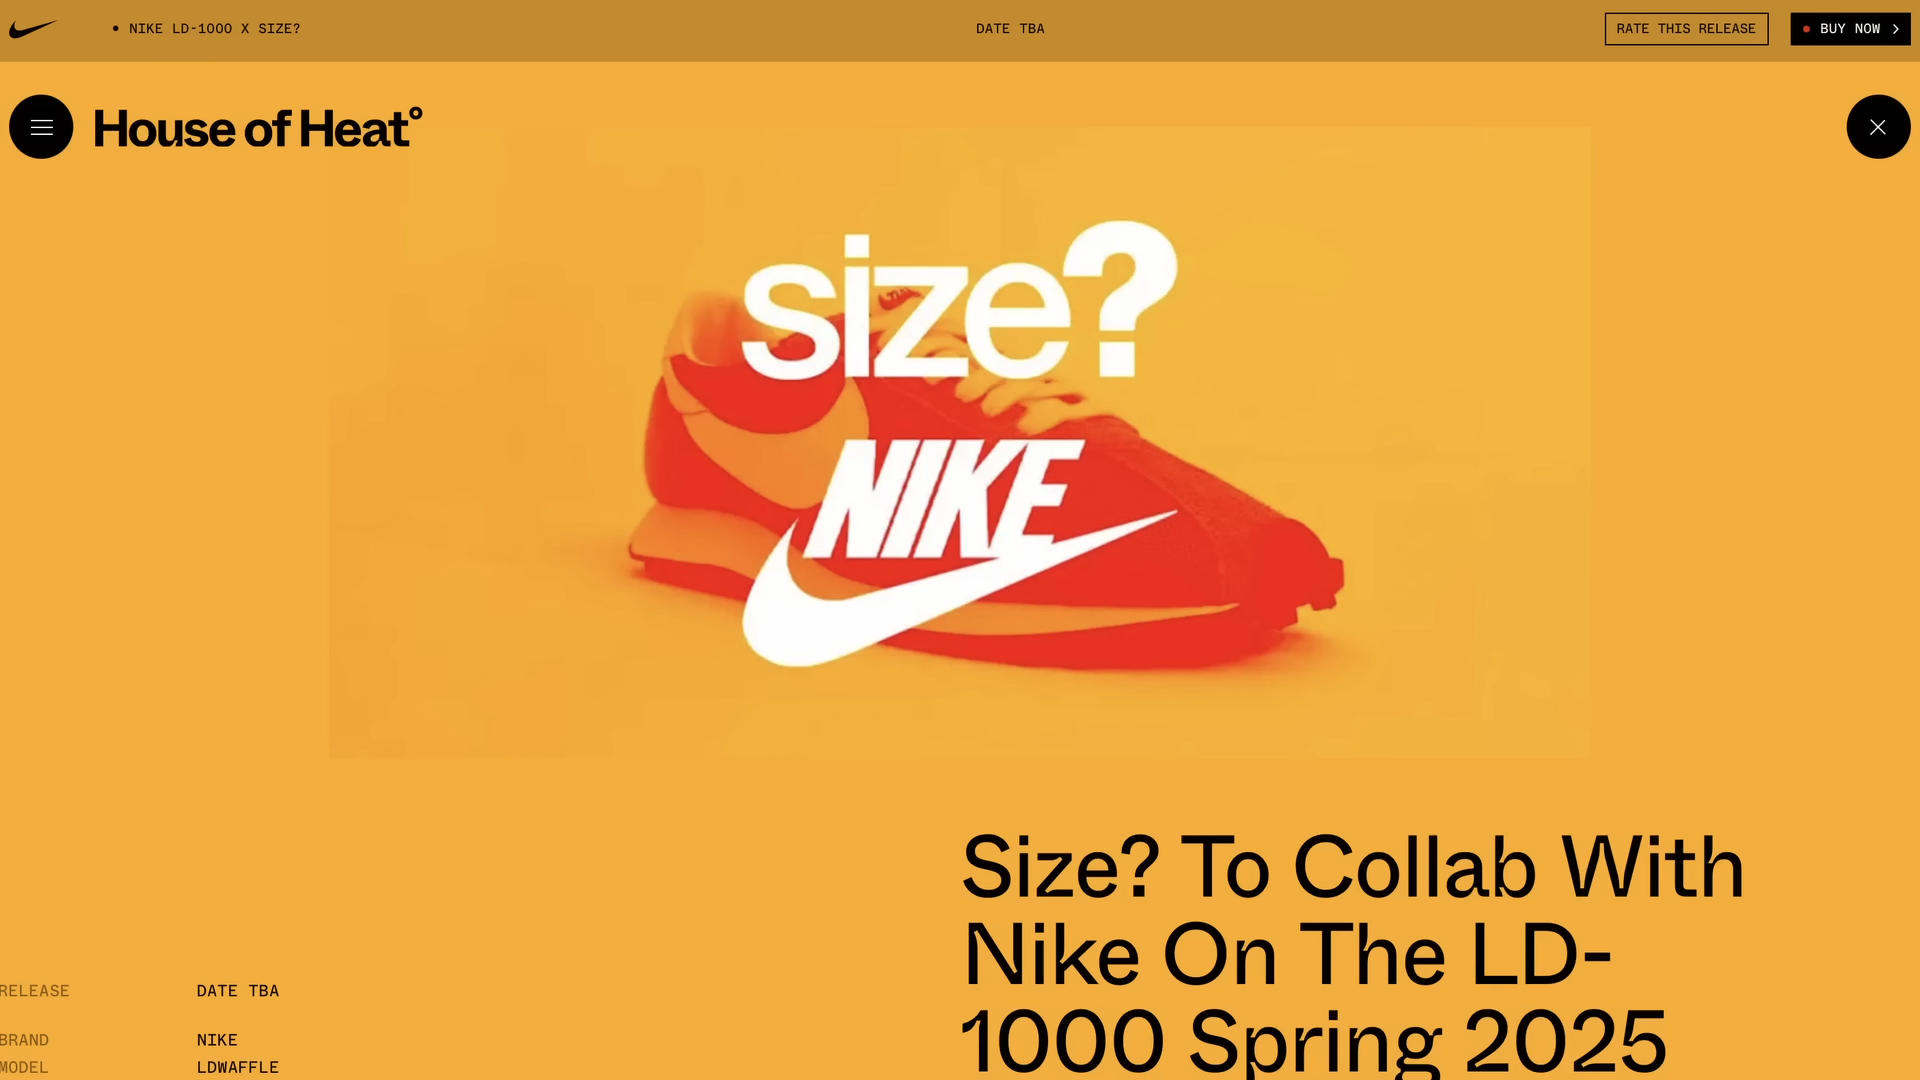 NIKE LD-1000 X SIZE?
DATE TBA
RATE THIS RELEASE
BUY NOW
House of Heat°
size?
NIKE
Size? To Collab With
Nike On The LD-
1000 Spring 2025
RELEASE
DATE TBA
BRAND
NIKE
MODEL
LDWAFFLE